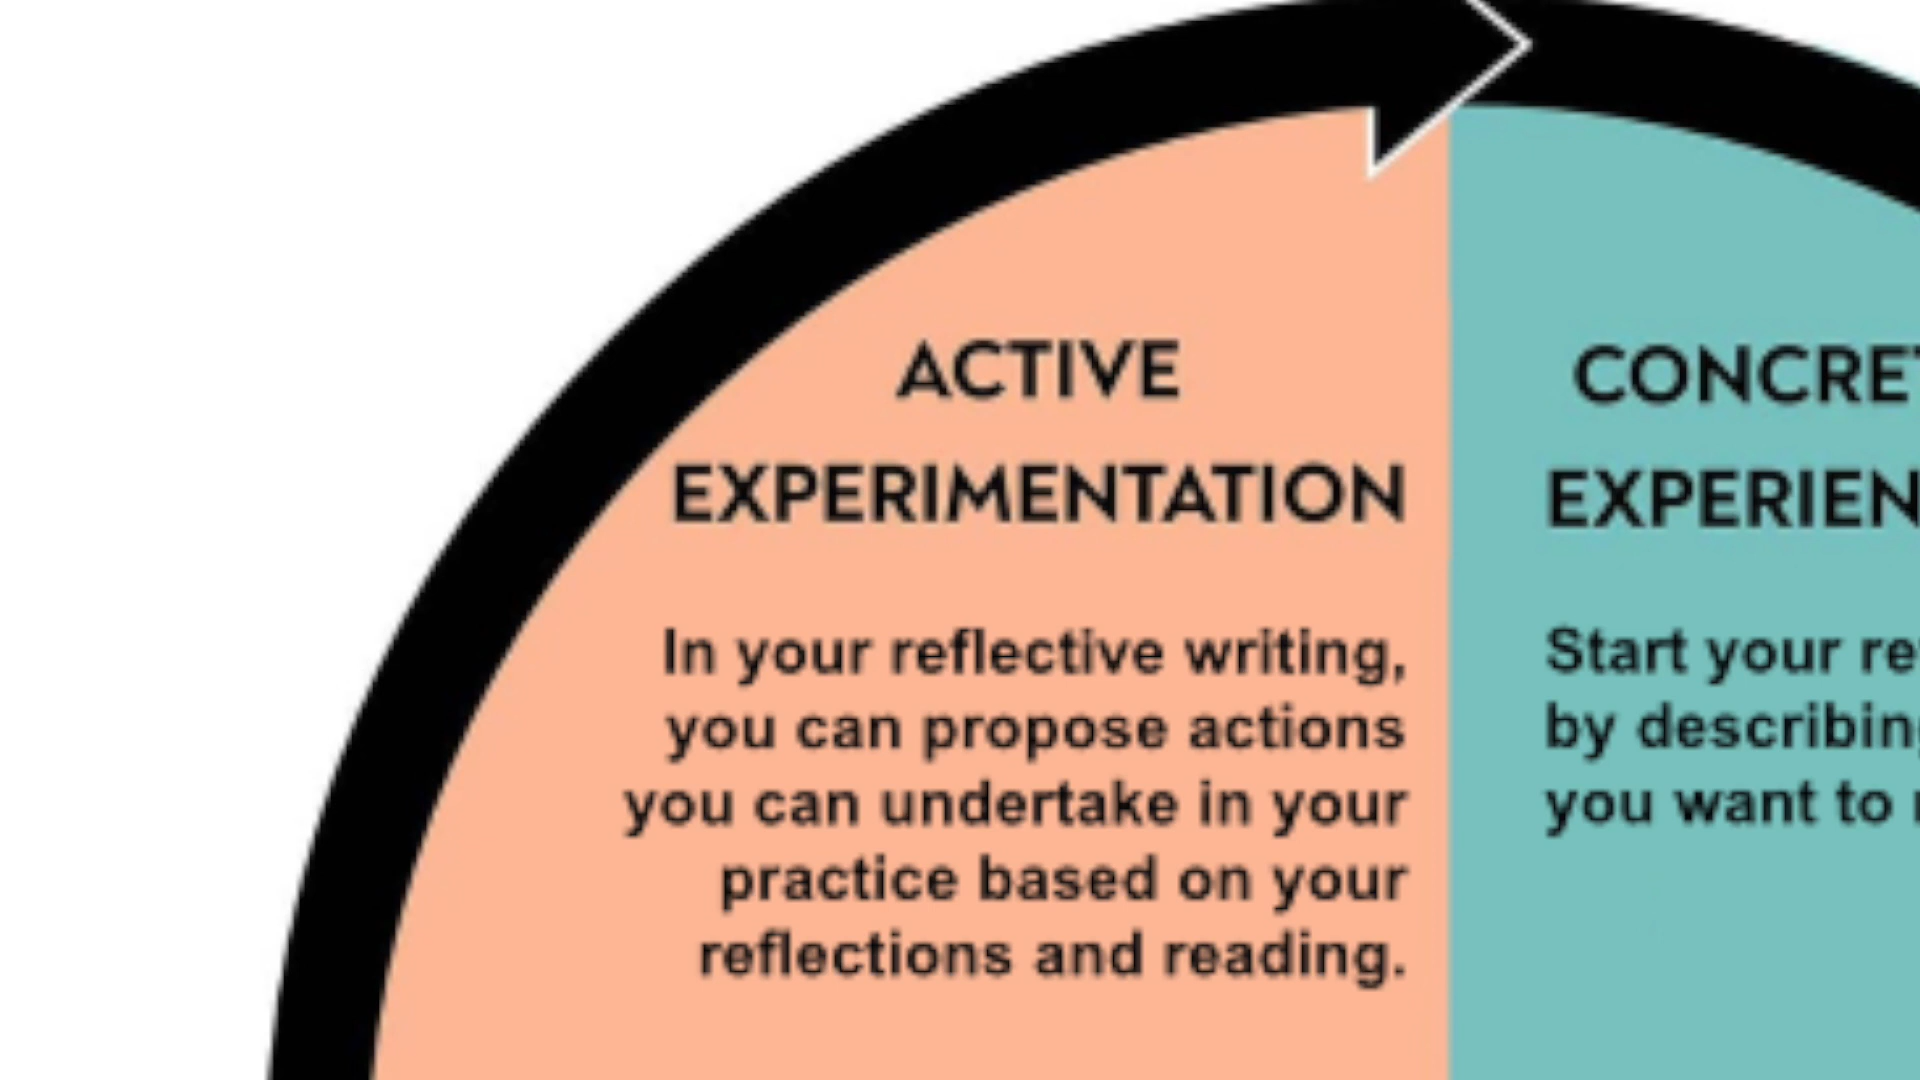 ACTIVE
EXPERIMENTATION
In your reflective writing,
you can propose actions
you can undertake in your
practice based on your
reflections and reading.
Start your
by
you want to